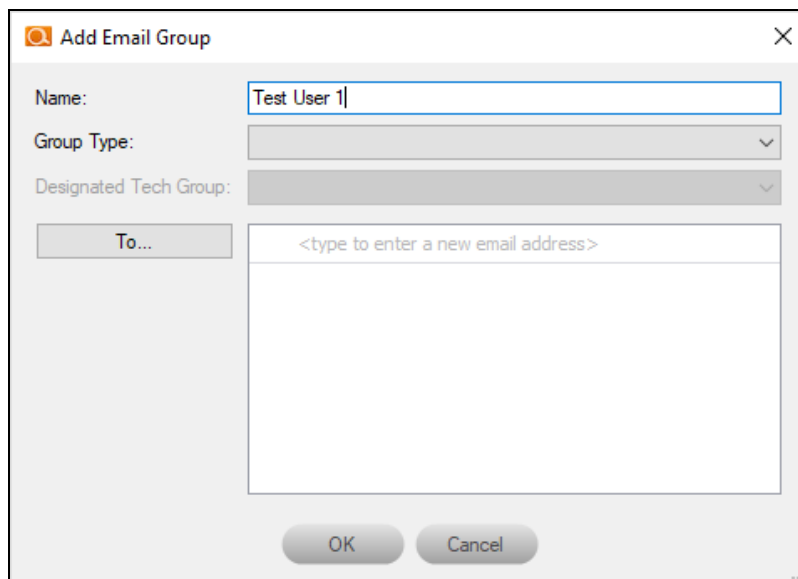 Add Email Group
Name:
Test User 1
Group Type:
Designated Tech Group:
To...
<type to enter a new email address>
OK
Cancel